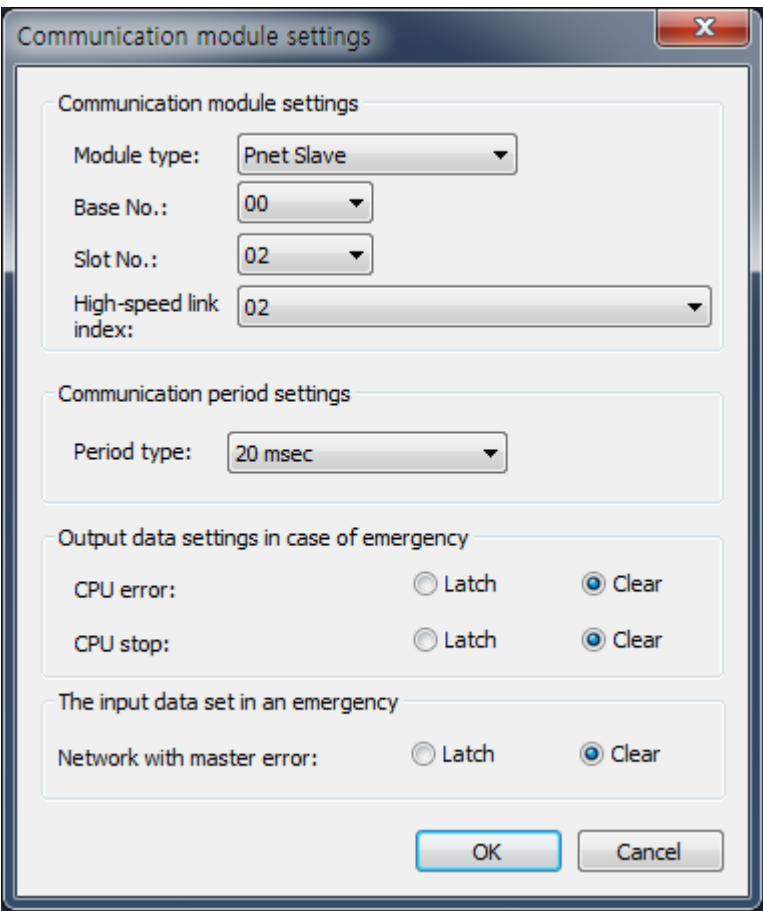 Communication module settings
Communication module settings
Module type: Pnet Slave
Base No.: 00
Slot No.: 02
High-speed link
index: 02
Communication period settings
Period type: 20 msec
Output data settings in case of emergency
CPU error: Latch Clear
CPU stop: Latch Clear
The input data set in an emergency
Network with master error: Latch Clear
OK Cancel